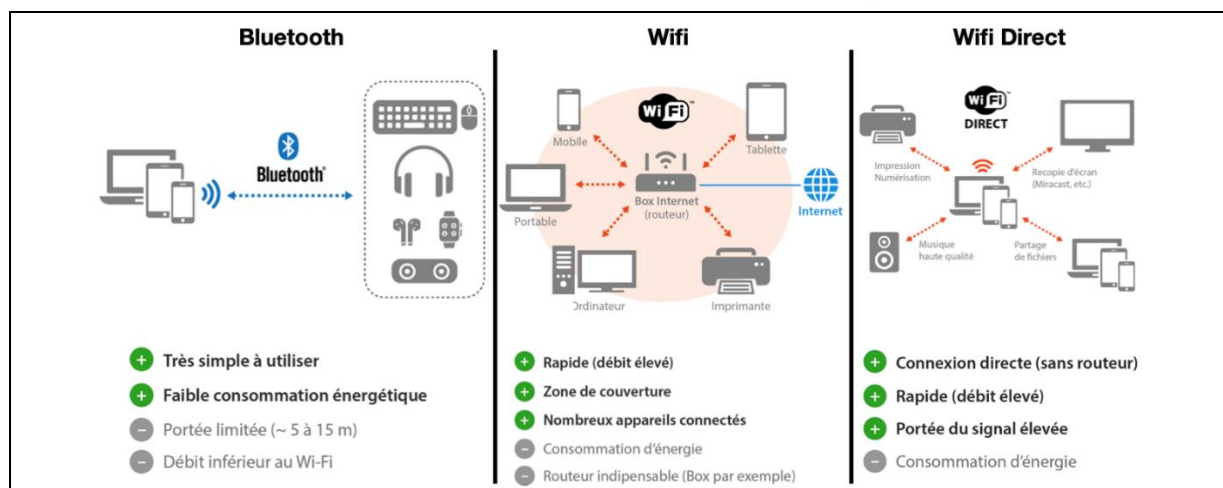 Bluetooth
Bluetooth®
+ Très simple à utiliser
+ Faible consommation énergétique
− Portée limitée (~ 5 à 15 m)
− Débit inférieur au Wi-Fi
Wifi
WiFi™
Mobile
Tablette
Portable
Box Internet
(routeur)
Internet
Ordinateur
Imprimante
+ Rapide (débit élevé)
+ Zone de couverture
+ Nombreux appareils connectés
− Consommation d’énergie
− Routeur indispensable (Box par exemple)
Wifi Direct
WiFi™
DIRECT
Impression
Numérisation
Recopie d’écran
(Miracast, etc.)
Musique
haute qualité
Partage
de fichiers
+ Connexion directe (sans routeur)
+ Rapide (débit élevé)
+ Portée du signal élevée
− Consommation d’énergie